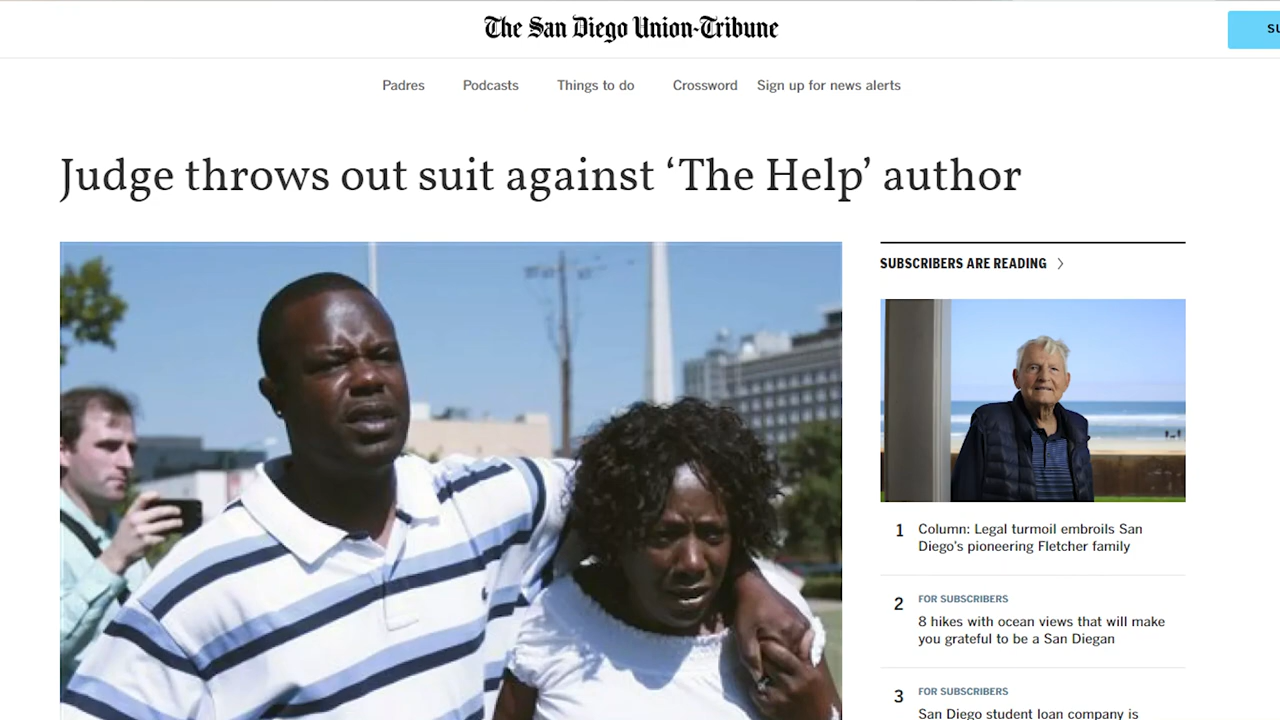 The San Diego Union-Tribune
SU
Padres Podcasts Things to do Crossword Sign up for news alerts
Judge throws out suit against ‘The Help’ author
SUBSCRIBERS ARE READING
1 Column: Legal turmoil embroils San
Diego’s pioneering Fletcher family
2 FOR SUBSCRIBERS
8 hikes with ocean views that will make
you grateful to be a San Diegan
3 FOR SUBSCRIBERS
San Diego student loan company is